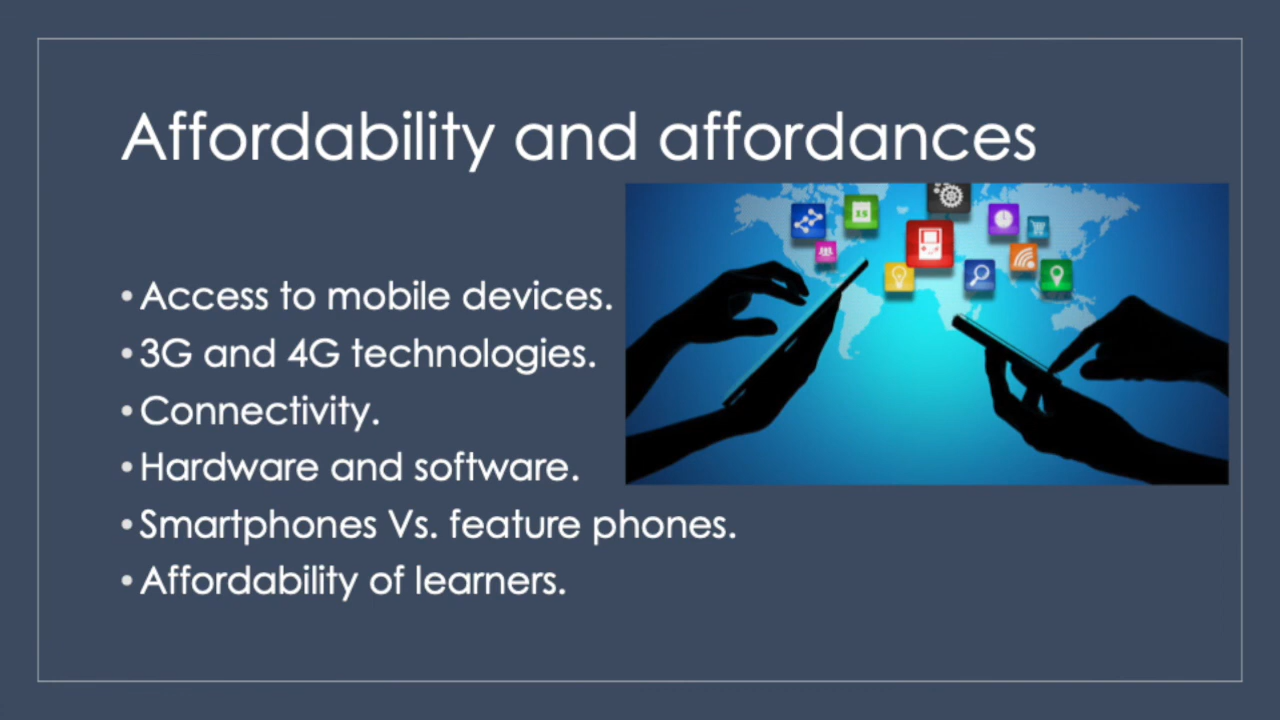 Affordability and affordances
• Access to mobile devices.
• 3G and 4G technologies.
• Connectivity.
• Hardware and software.
• Smartphones Vs. feature phones.
• Affordability of learners.
15